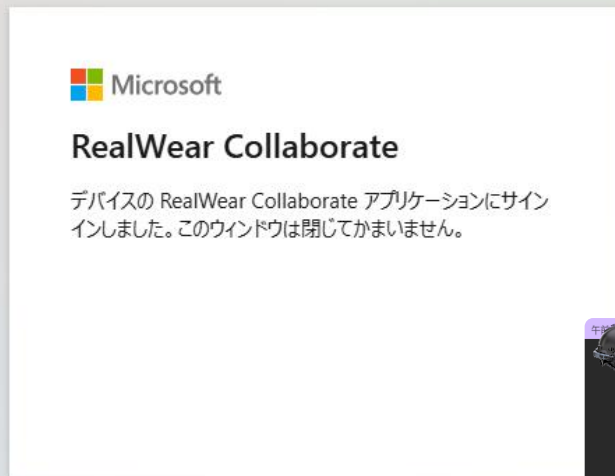 Microsoft
RealWear Collaborate
デバイスの RealWear Collaborate アプリケーションにサイン
インしました。このウィンドウは閉じてかまいません。
午前